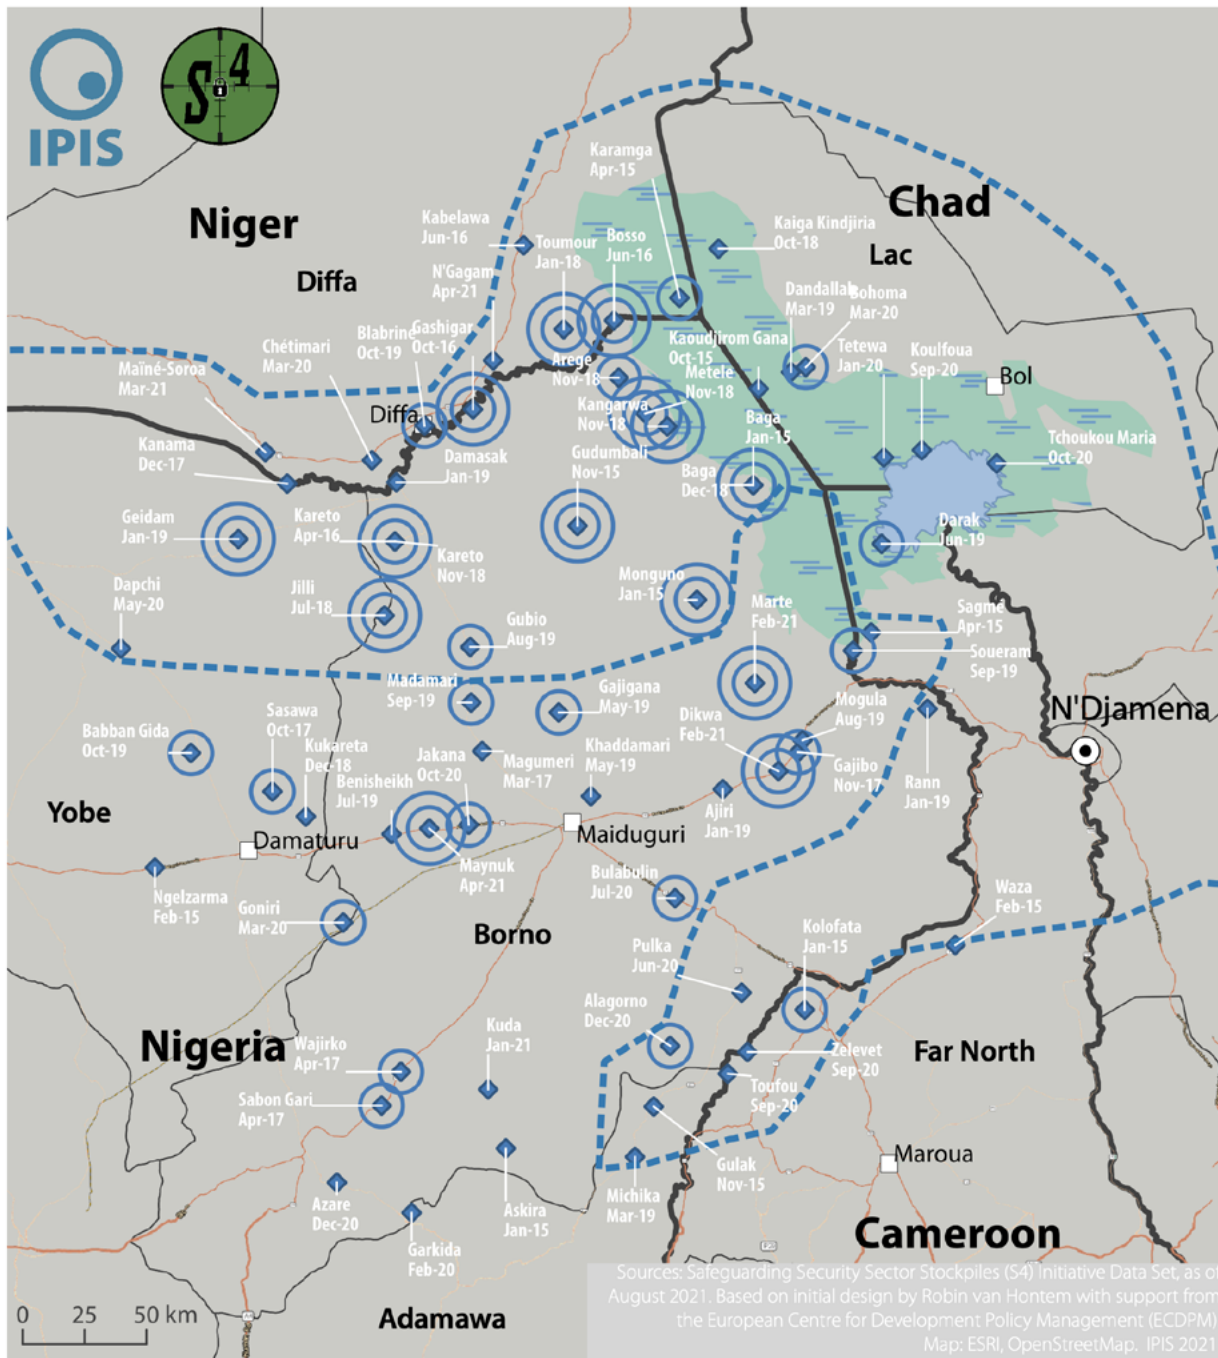 S4
IPIS
Karamga
Apr-15
Chad
Niger
Kabelawa
Jun-16
Toumour
Jan-18
Bosso
Jun-16
Kaiga Kindjiria
Oct-18
Lac
Diffa
N'Gagam
Apr-21
Dandallah
Mar-19
Bohoma
Mar-20
Blabrine
Oct-19
Gashigar
Oct-16
Chétimari
Mar-20
Kaoudjirom Gana
Oct-15
Tetewa
Jan-20
Koulfoua
Sep-20
Maïné-Soroa
Mar-21
Arege
Nov-18
Metele
Nov-18
Bol
Diffa
Kangarwa
Nov-18
Baga
Jan-15
Kanama
Dec-17
Damasak
Jan-19
Gudumbali
Nov-15
Baga
Dec-18
Tchoukou Maria
Oct-20
Geidam
Jan-19
Kareto
Apr-16
Kareto
Nov-18
Darak
Jun-19
Dapchi
May-20
Jilli
Jul-18
Monguno
Jan-15
Gubio
Aug-19
Marte
Feb-21
Sagme
Apr-15
Soueram
Sep-19
Madamari
Sep-19
Gajigana
May-19
Mogula
Aug-19
N'Djamena
Babban Gida
Oct-19
Sasawa
Oct-17
Dikwa
Feb-21
Kukareta
Dec-18
Jakana
Oct-20
Magumeri
Mar-17
Khaddamari
May-19
Gajibo
Nov-17
Rann
Jan-19
Benisheikh
Jul-19
Ajiri
Jan-19
Yobe
Damaturu
Maiduguri
Maynuk
Apr-21
Bulabulin
Jul-20
Ngelzarma
Feb-15
Goniri
Mar-20
Waza
Feb-15
Borno
Kolofata
Jan-15
Pulka
Jun-20
Alagorno
Dec-20
Nigeria
Wajirko
Apr-17
Kuda
Jan-21
Zelevet
Sep-20
Far North
Sabon Gari
Apr-17
Toufou
Sep-20
Maroua
Gulak
Nov-15
Azare
Dec-20
Askira
Jan-15
Michika
Mar-19
Garkida
Feb-20
Cameroon
Adamawa
0 25 50 km
Sources: Safeguarding Security Sector Stockpiles (S4) Initiative Data Set, as of
August 2021. Based on initial design by Robin van Hontem with support from
the European Centre for Development Policy Management (ECDPM)
Map: ESRI, OpenStreetMap. IPIS 2021